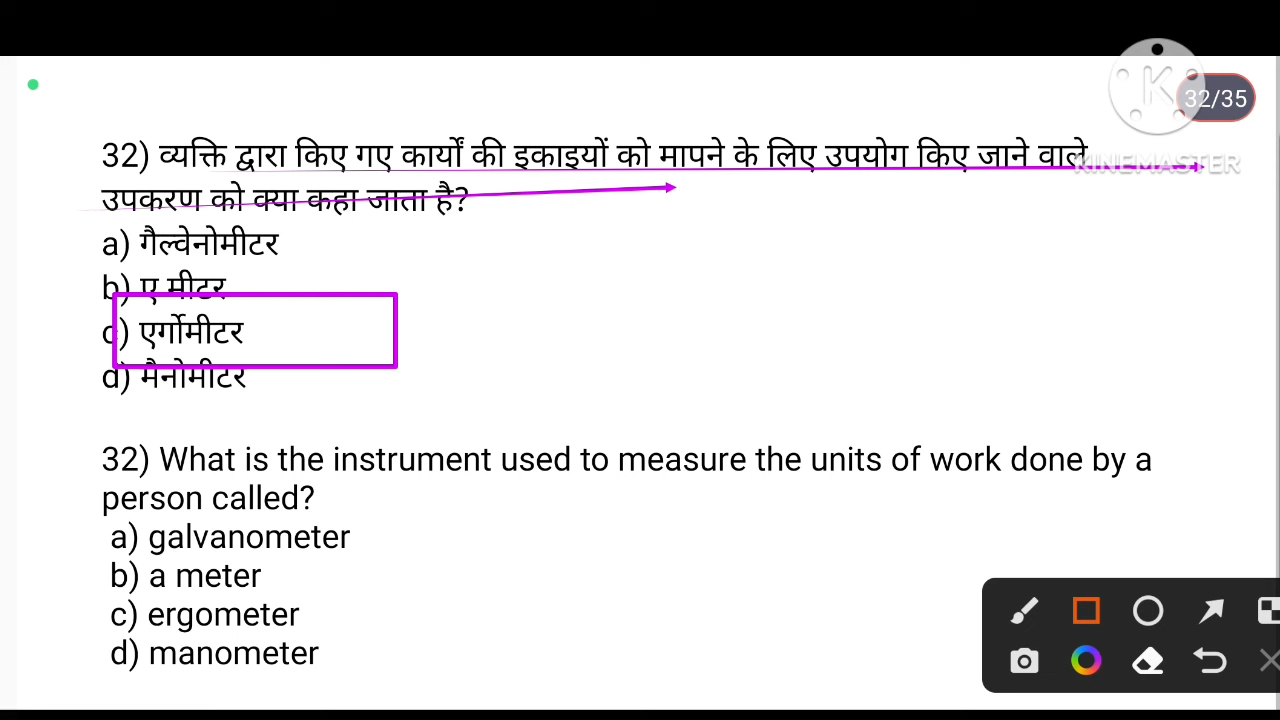 32/35
KINEMASTER
32) व्यक्ति द्वारा किए गए कार्यों की इकाइयों को मापने के लिए उपयोग किए जाने वाले
उपकरण को क्या कहा जाता है?
a) गैल्वेनोमीटर
b) ए मीटर
c) एर्गोमीटर
d) मैनोमीटर
32) What is the instrument used to measure the units of work done by a
person called?
a) galvanometer
b) a meter
c) ergometer
d) manometer